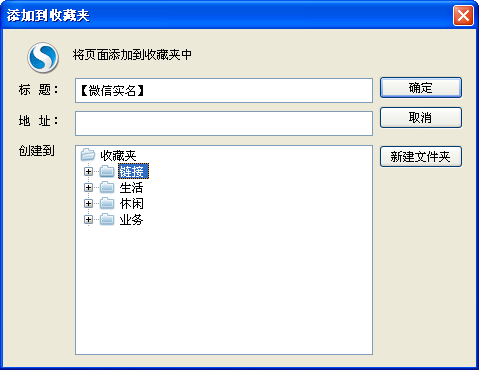 添加到收藏夹
将页面添加到收藏夹中
标 题： 【微信实名】 确定
地 址： 取消
创建到 收藏夹 新建文件夹
链接
生活
休闲
业务